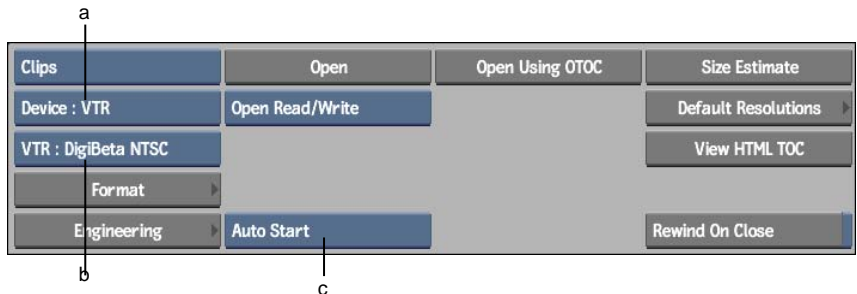 a
Clips Open Open Using OTOC Size Estimate
Device : VTR Open Read/Write Default Resolutions
VTR : DigiBeta NTSC View HTML TOC
Format
Engineering Auto Start Rewind On Close
b
c